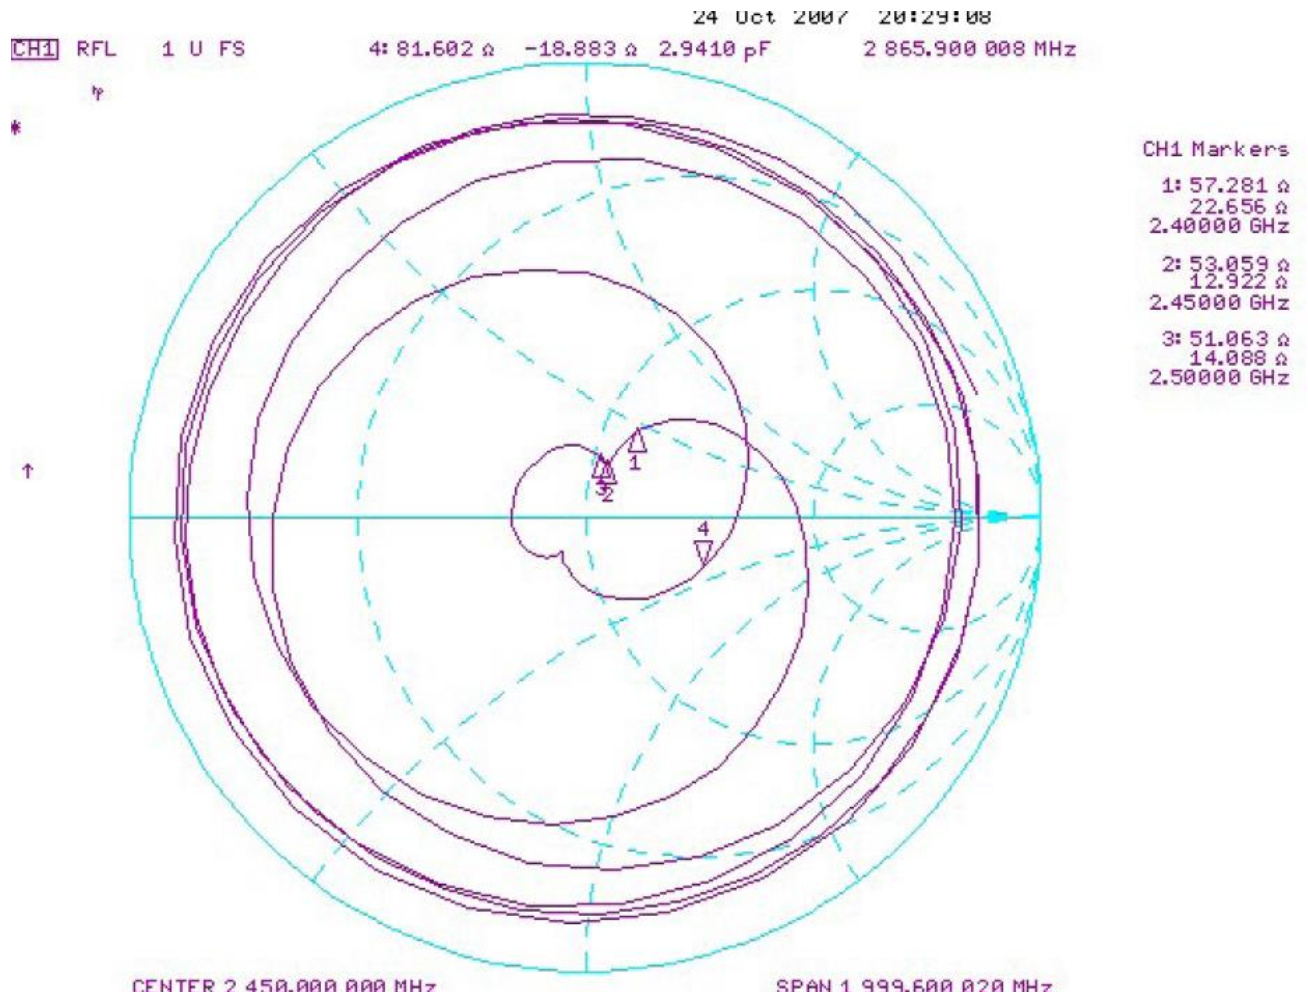 24 Oct 2007 20:29:08
CH1 RFL 1 U FS 4: 81.602 Ω -18.883 Ω 2.9410 pF 2 865.900 008 MHz
*
CH1 Markers
1: 57.281 Ω
22.656 Ω
2.40000 GHz
2: 53.059 Ω
12.922 Ω
2.45000 GHz
3: 51.063 Ω
14.088 Ω
2.50000 GHz
↑
1
3
2
4
CENTER 2 450.000 000 MHz SPAN 1 999.600 020 MHz